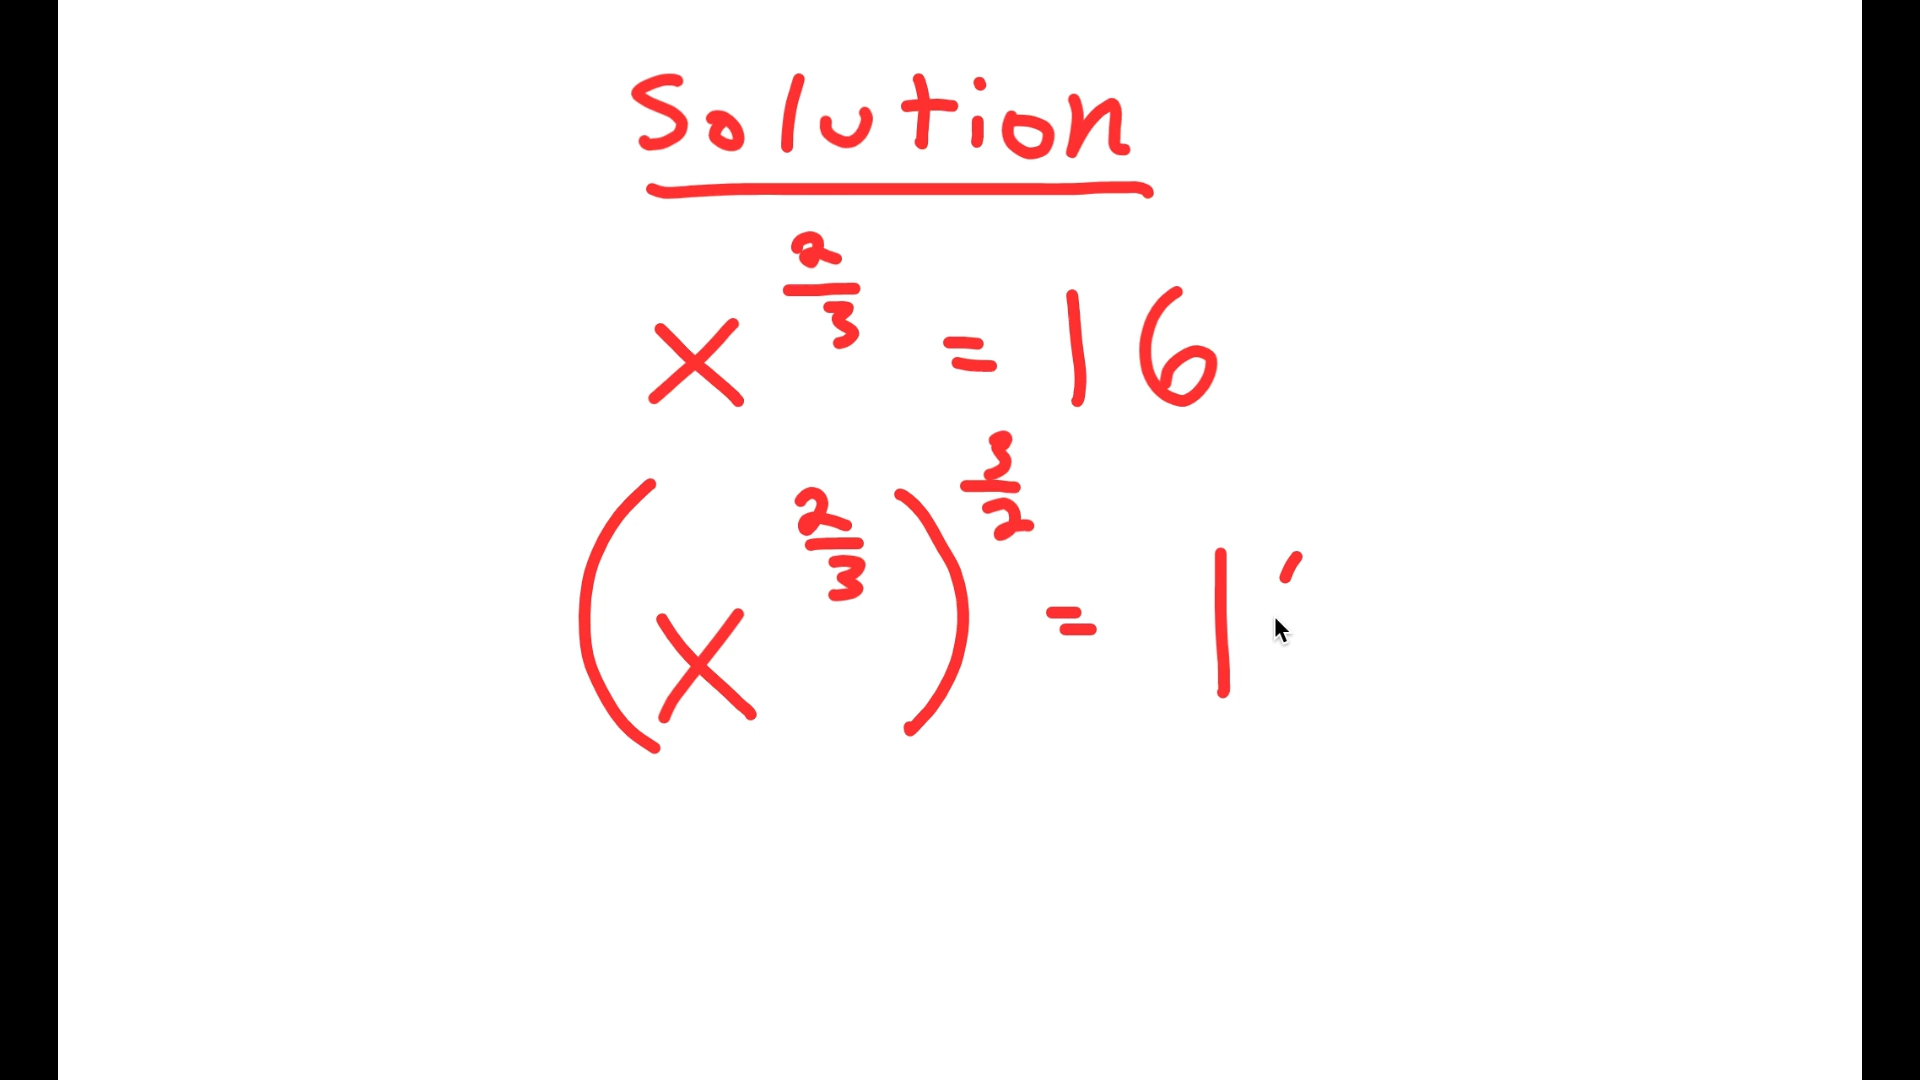 Solution
x^(2/3) = 16
(x^(2/3))^(3/2) = 1